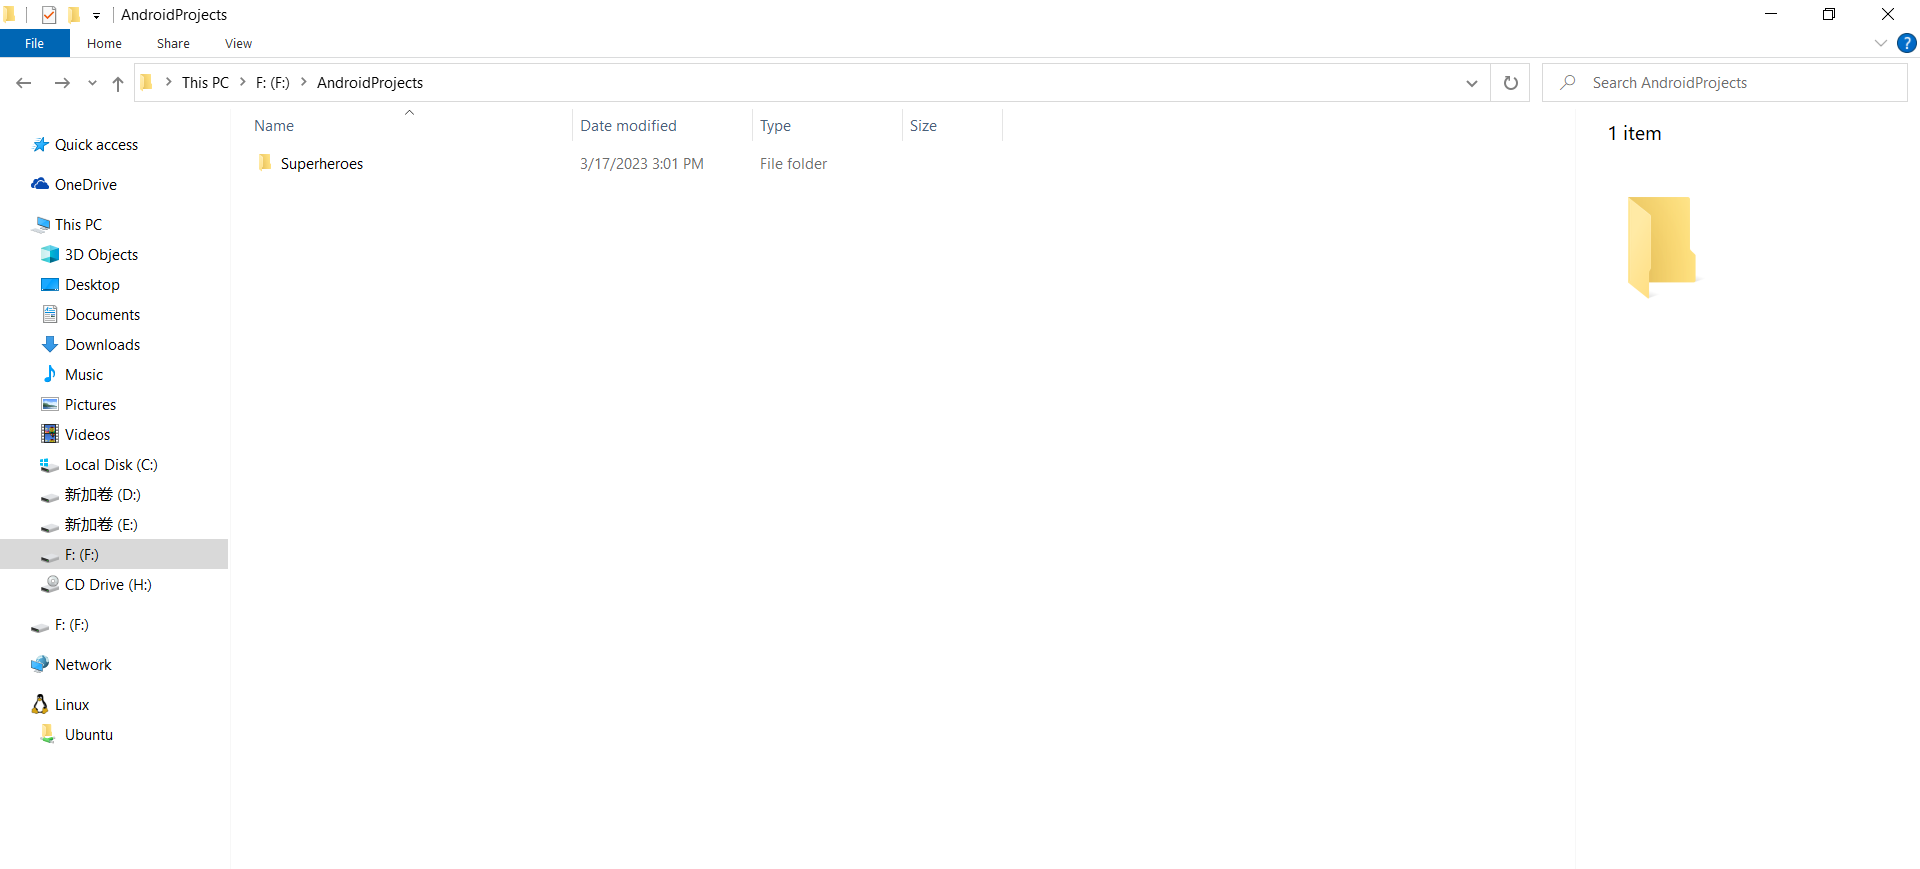 AndroidProjects
File Home Share View
This PC F: (F:) AndroidProjects
Search AndroidProjects
Name Date modified Type Size
Superheroes 3/17/2023 3:01 PM File folder
1 item
Quick access
OneDrive
This PC
3D Objects
Desktop
Documents
Downloads
Music
Pictures
Videos
Local Disk (C:)
新加卷 (D:)
新加卷 (E:)
F: (F:)
CD Drive (H:)
F: (F:)
Network
Linux
Ubuntu